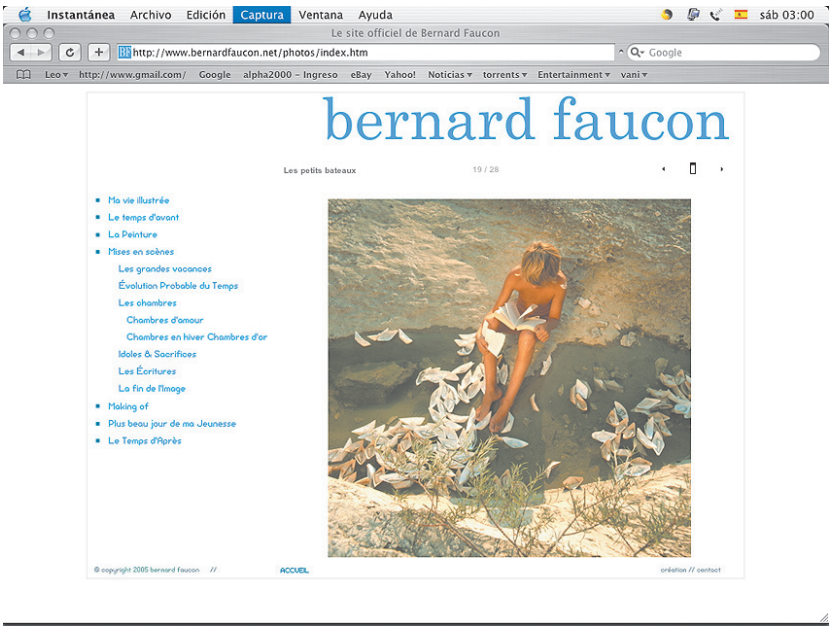 Instantánea Archivo Edición Captura Ventana Ayuda sáb 03:00
Le site officiel de Bernard Faucon
BF http://www.bernardfaucon.net/photos/index.htm Google
Leo http://www.gmail.com/ Google alpha2000 – Ingreso eBay Yahoo! Noticias torrents Entertainment vani
bernard faucon
Les petits bateaux 19 / 28
Ma vie illustrée
Le temps d'avant
La Peinture
Mises en scènes
Les grandes vacances
Évolution Probable du Temps
Les chambres
Chambres d'amour
Chambres en hiver Chambres d'or
Idoles & Sacrifices
Les Écritures
La fin de l'Image
Making of
Plus beau jour de ma Jeunesse
Le Temps d'Après
© copyright 2005 bernard faucon // ACCUEIL création // contact